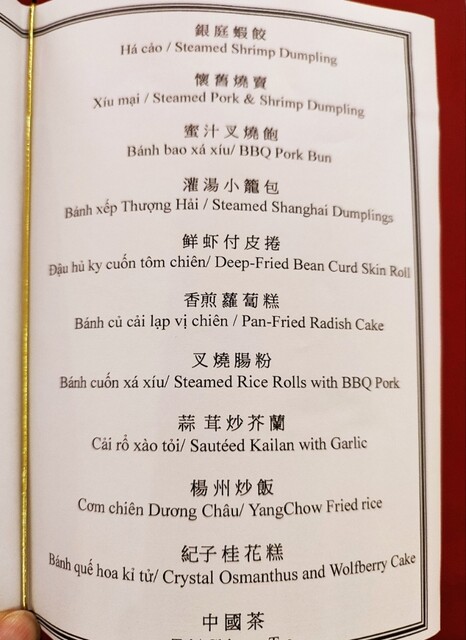 銀庭蝦餃
Há cảo / Steamed Shrimp Dumpling
懷舊燒賣
Xíu mại / Steamed Pork & Shrimp Dumpling
蜜汁叉燒飽
Bánh bao xá xíu/ BBQ Pork Bun
灌湯小籠包
Bánh xếp Thượng Hải / Steamed Shanghai Dumplings
鮮虾付皮捲
Đậu hủ ky cuốn tôm chiên/ Deep-Fried Bean Curd Skin Roll
香煎蘿蔔糕
Bánh củ cải lạp vị chiên / Pan-Fried Radish Cake
叉燒腸粉
Bánh cuốn xá xíu/ Steamed Rice Rolls with BBQ Pork
蒜茸炒芥蘭
Cải rổ xào tỏi/ Sautéed Kailan with Garlic
楊州炒飯
Cơm chiên Dương Châu/ YangChow Fried rice
紀子桂花糕
Bánh quế hoa kỉ tử/ Crystal Osmanthus and Wolfberry Cake
中國茶